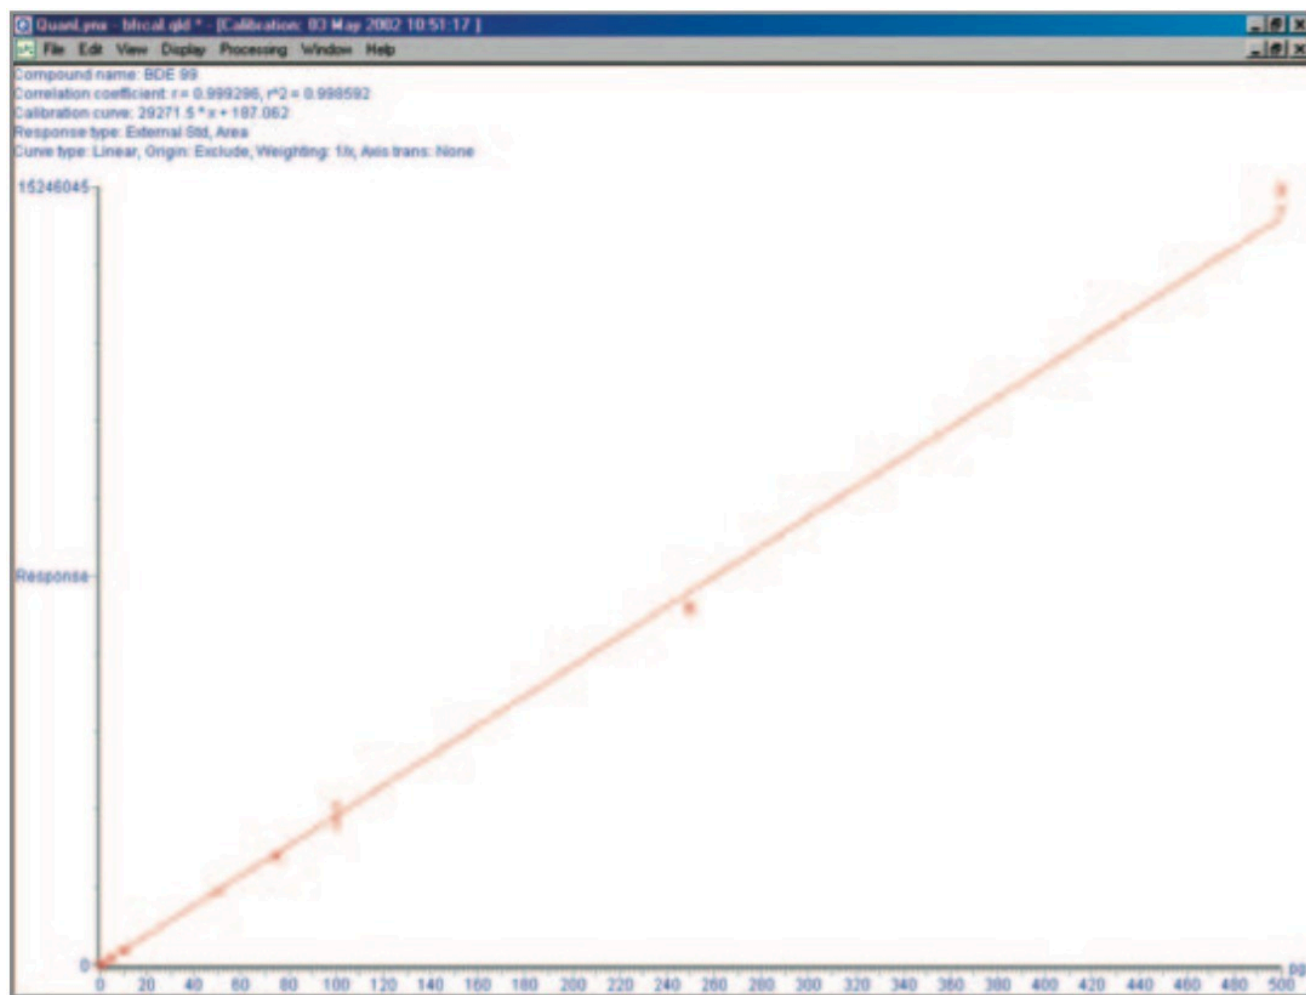 QuanLynx - bfrcal.qld * - [Calibration: 03 May 2002 10:51:17 ]
File Edit View Display Processing Window Help
Compound name: BDE 99
Correlation coefficient: r = 0.999296, r^2 = 0.998592
Calibration curve: 29271.5 * x + 187.062
Response type: External Std, Area
Curve type: Linear, Origin: Exclude, Weighting: 1/x, Axis trans: None
15246045
Response
0
0 20 40 60 80 100 120 140 160 180 200 220 240 260 280 300 320 340 360 380 400 420 440 460 480 500